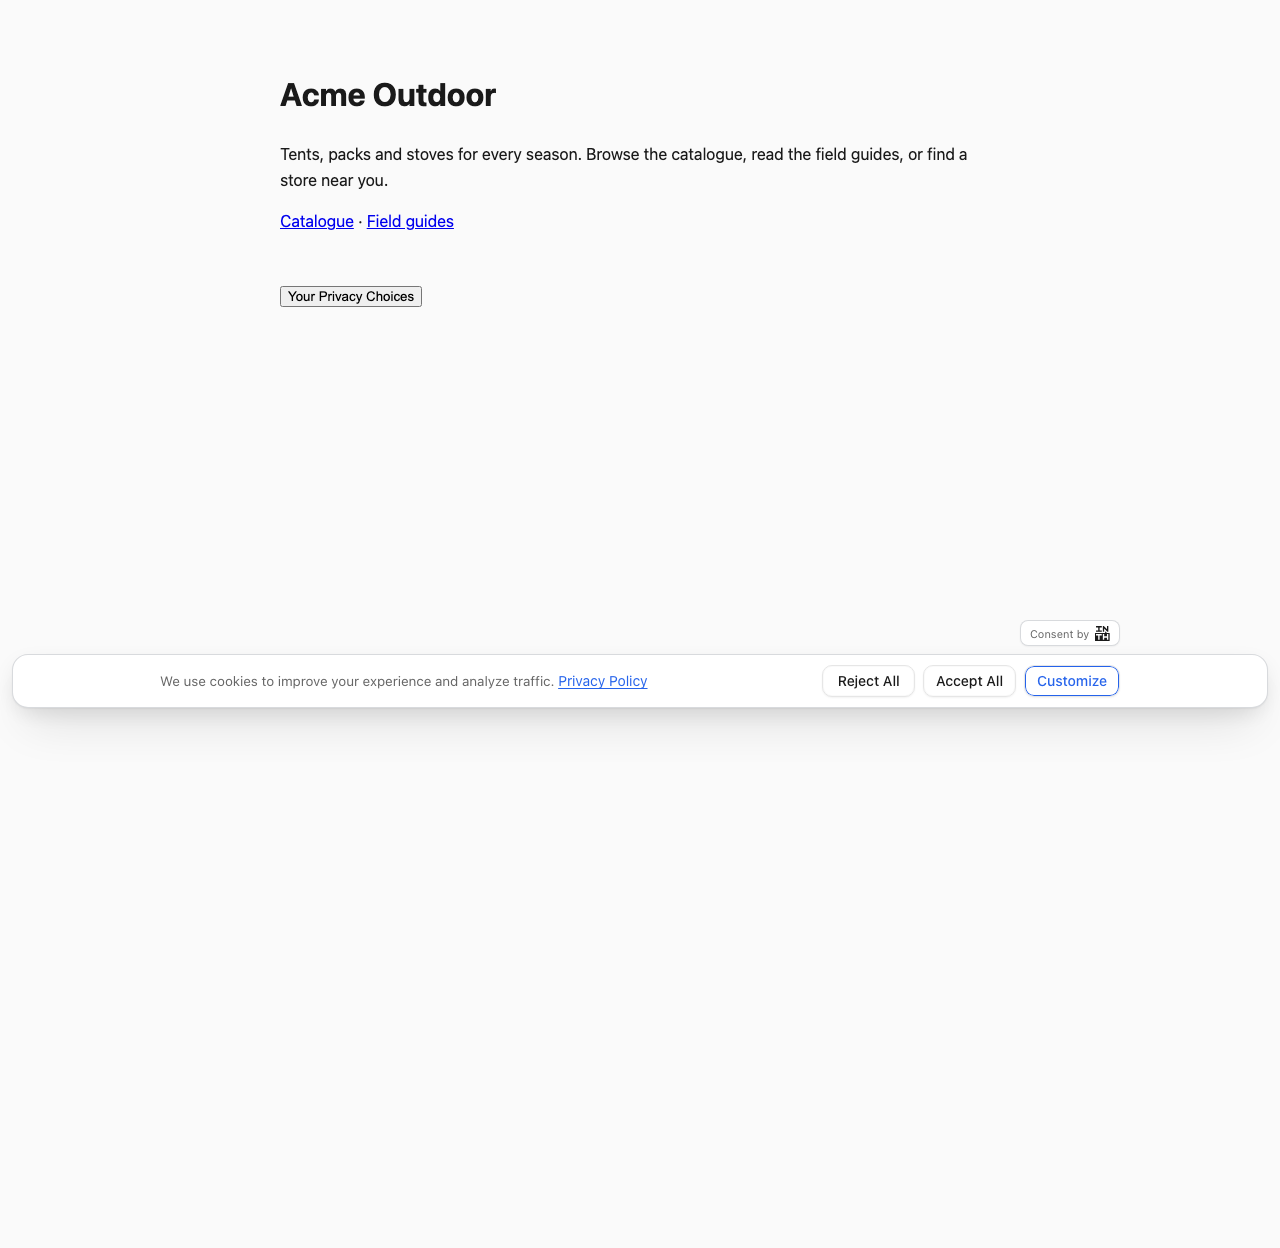 Acme Outdoor
Tents, packs and stoves for every season. Browse the catalogue, read the field guides, or find a
store near you.
Catalogue · Field guides
Your Privacy Choices
Consent by INTH
We use cookies to improve your experience and analyze traffic. Privacy Policy
Reject All
Accept All
Customize